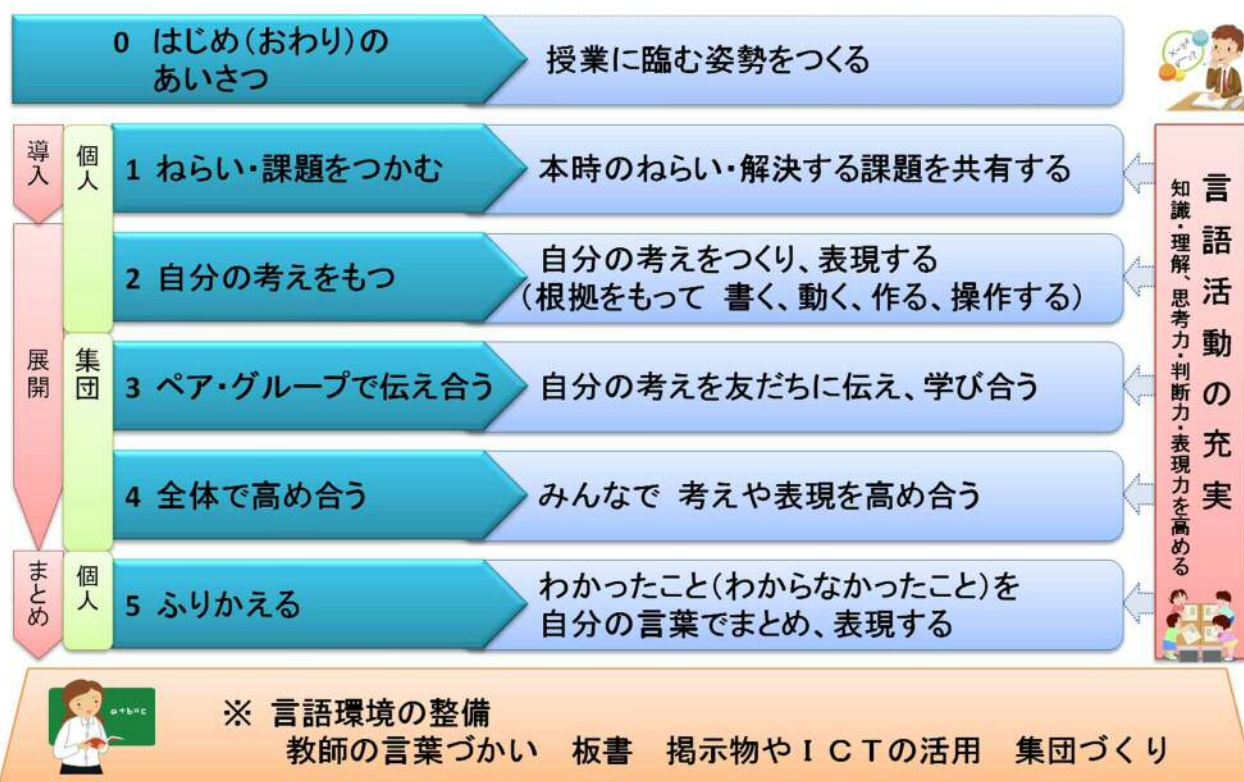 0 はじめ(おわり)の
あいさつ
授業に臨む姿勢をつくる
導入
個人
1 ねらい・課題をつかむ
本時のねらい・解決する課題を共有する
2 自分の考えをもつ
自分の考えをつくり、表現する
(根拠をもって 書く、動く、作る、操作する)
展開
集団
3 ペア・グループで伝え合う
自分の考えを友だちに伝え、学び合う
4 全体で高め合う
みんなで 考えや表現を高め合う
まとめ
個人
5 ふりかえる
わかったこと(わからなかったこと)を
自分の言葉でまとめ、表現する
言語活動の充実
知識・理解、思考力・判断力・表現力を高める
a+b=c
※ 言語環境の整備
教師の言葉づかい 板書 掲示物やICTの活用 集団づくり